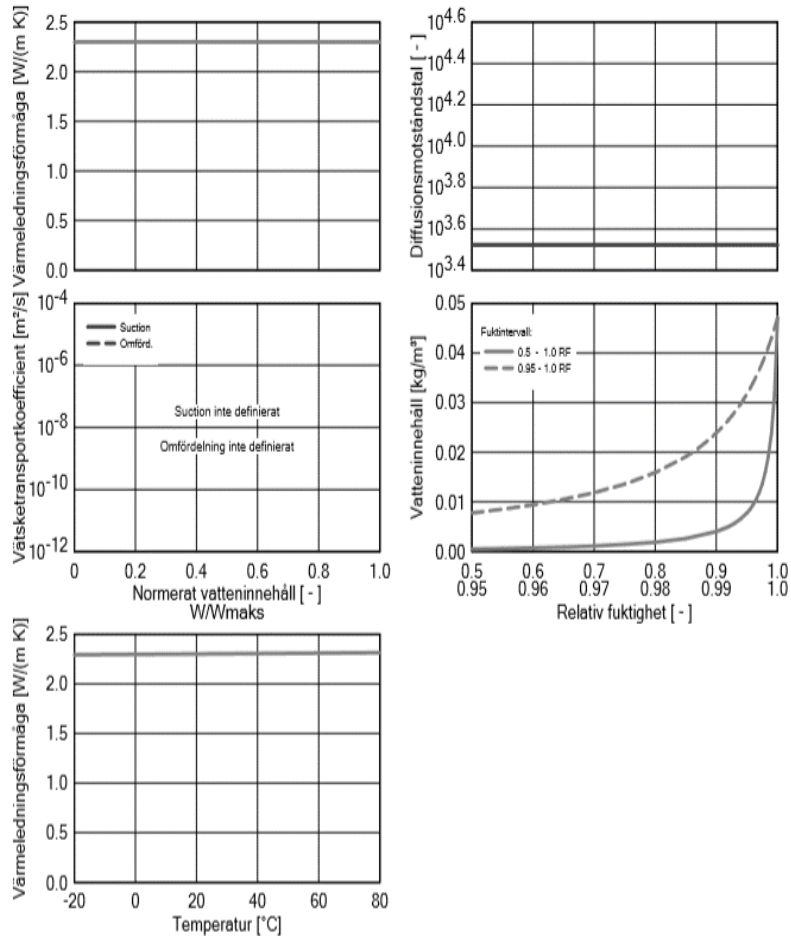 Värmeledningsförmåga [W/(m K)]
2.5
2.0
1.5
1.0
0.5
0.0
Diffusionsmotståndstal [ - ]
10^4.6
10^4.4
10^4.2
10^4.0
10^3.8
10^3.6
10^3.4
Vätsketransportkoefficient [m²/s]
10^-4
10^-6
10^-8
10^-10
10^-12
Suction
Omförd.
Suction inte definierat
Omfördelning inte definierat
0 0.2 0.4 0.6 0.8 1.0
Normerat vatteninnehåll [ - ]
W/Wmaks
Vatteninnehåll [kg/m³]
0.05
0.04
0.03
0.02
0.01
0.00
Fuktintervall:
0.5 - 1.0 RF
0.95 - 1.0 RF
0.5 0.6 0.7 0.8 0.9 1.0
0.95 0.96 0.97 0.98 0.99 1.0
Relativ fuktighet [ - ]
Värmeledningsförmåga [W/(m K)]
2.5
2.0
1.5
1.0
0.5
0.0
-20 0 20 40 60 80
Temperatur [°C]